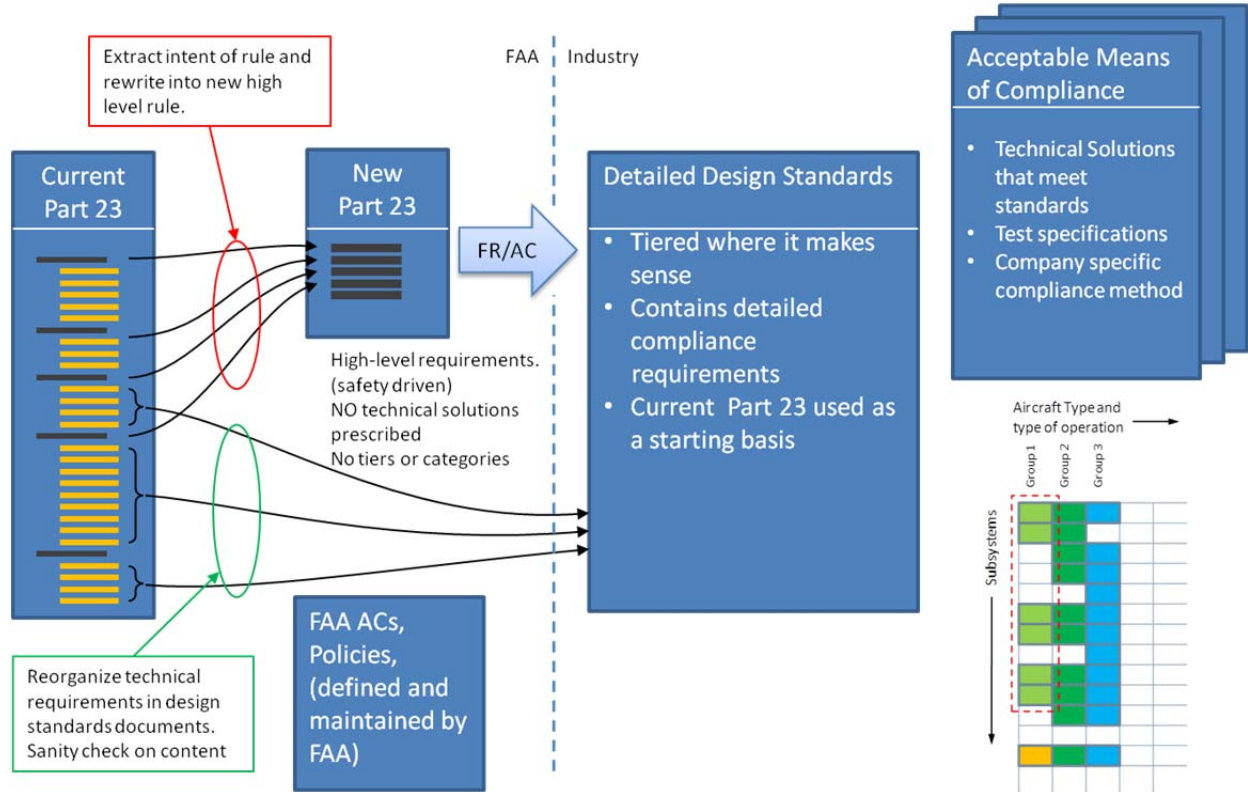 Extract intent of rule and
rewrite into new high
level rule.
FAA
Industry
Acceptable Means
of Compliance
• Technical Solutions
that meet
standards
• Test specifications
• Company specific
compliance method
Current
Part 23
New
Part 23
FR/AC
Detailed Design Standards
• Tiered where it makes
sense
• Contains detailed
compliance
requirements
• Current Part 23 used as
a starting basis
High-level requirements.
(safety driven)
NO technical solutions
prescribed
No tiers or categories
Aircraft Type and
type of operation
Group 1
Group 2
Group 3
Subsystems
FAA ACs,
Policies,
(defined and
maintained by
FAA)
Reorganize technical
requirements in design
standards documents.
Sanity check on content